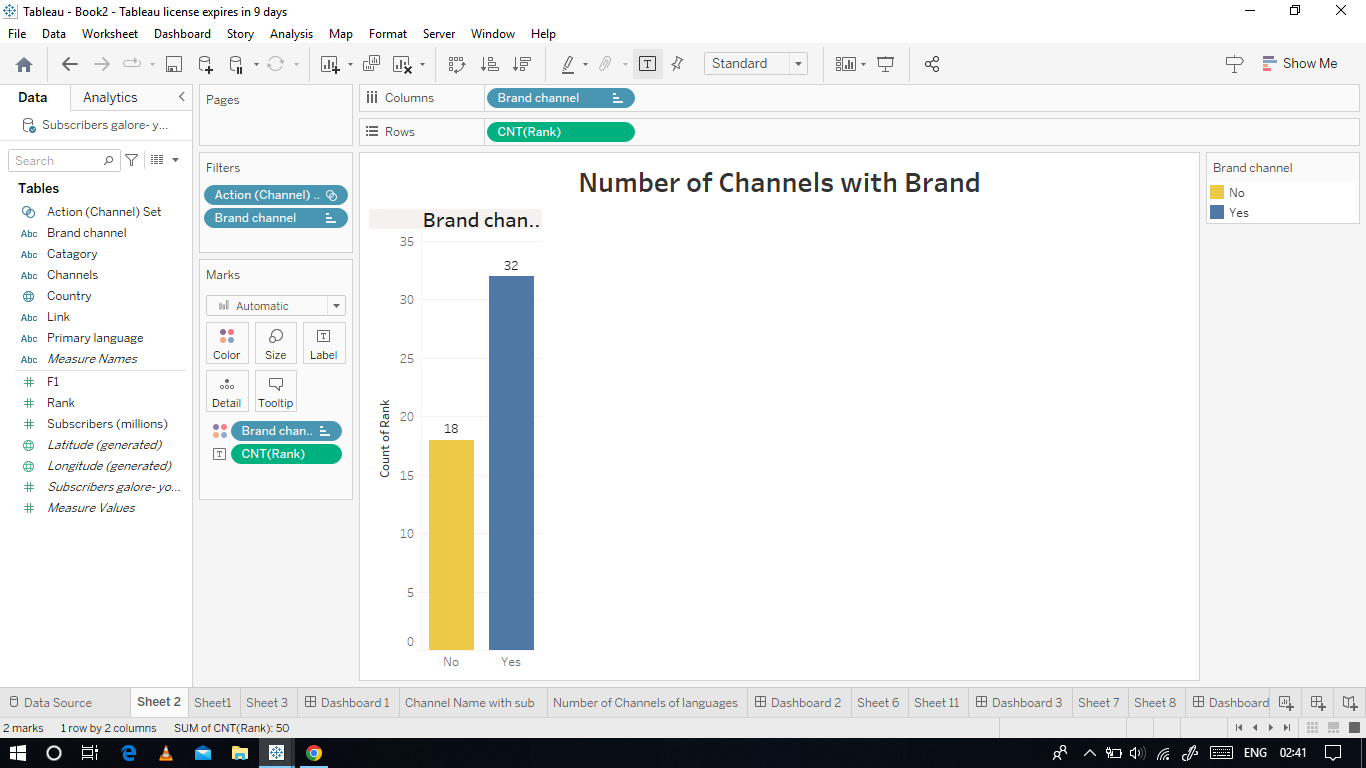 Tableau - Book2 - Tableau license expires in 9 days
File Data Worksheet Dashboard Story Analysis Map Format Server Window Help
Standard
Show Me
Data Analytics
Subscribers galore- y...
Search
Tables
Action (Channel) Set
Abc Brand channel
Abc Catagory
Abc Channels
Country
Abc Link
Abc Primary language
Abc Measure Names
F1
Rank
Subscribers (millions)
Latitude (generated)
Longitude (generated)
Subscribers galore- yo...
Measure Values
Pages
Filters
Action (Channel) ..
Brand channel
Marks
Automatic
Color Size Label
Detail Tooltip
Brand chan..
CNT(Rank)
Columns Brand channel
Rows CNT(Rank)
Number of Channels with Brand
Brand chan..
35
30
25
20
15
10
5
0
Count of Rank
18
32
No Yes
Brand channel
No
Yes
Data Source Sheet 2 Sheet1 Sheet 3 Dashboard 1 Channel Name with sub Number of Channels of languages Dashboard 2 Sheet 6 Sheet 11 Dashboard 3 Sheet 7 Sheet 8 Dashboard
2 marks 1 row by 2 columns SUM of CNT(Rank): 50
ENG 02:41